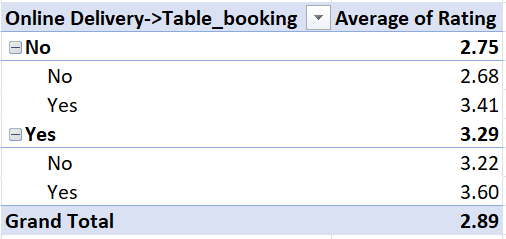 Online Delivery->Table_booking Average of Rating
No 2.75
No 2.68
Yes 3.41
Yes 3.29
No 3.22
Yes 3.60
Grand Total 2.89